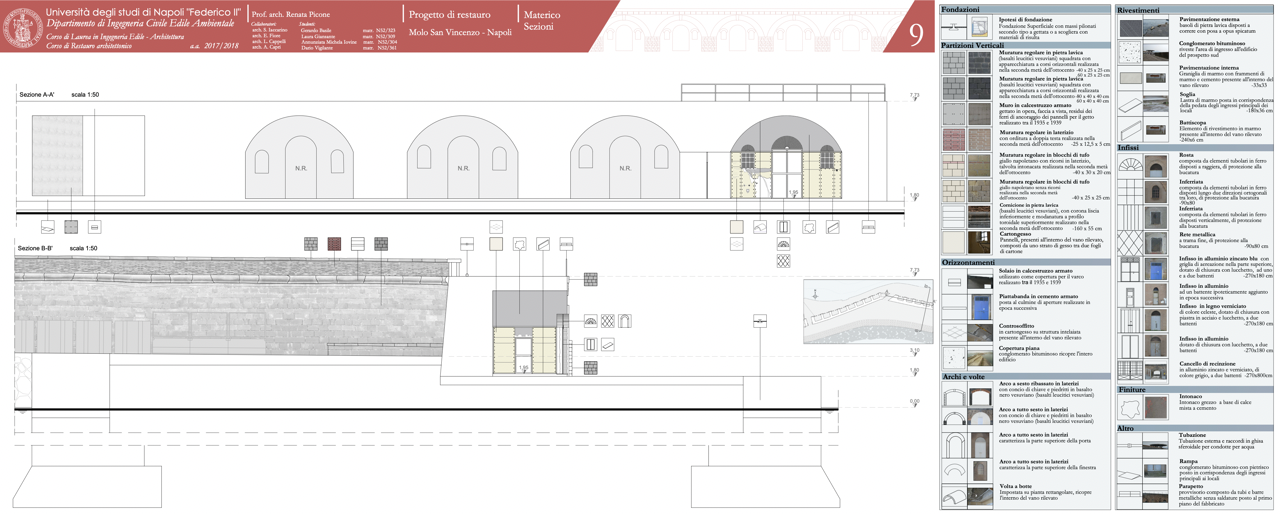 Università degli studi di Napoli "Federico II"
Dipartimento di Ingegneria Civile Edile Ambientale
Corso di Laurea in Ingegneria Edile - Architettura
Corso di Restauro architettonico a.a. 2017/2018
Prof. arch. Renata Picone
Collaboratori:
arch. S. Iaccarino
arch. E. Fiore
arch. L. Cappelli
arch. A. Capri
Studenti:
Gerardo Basile matr. N52/525
Laura Giannante matr. N52/509
Antonetta Michela Iovine matr. N52/504
Dario Vigilante matr. N52/361
Progetto di restauro
Molo San Vincenzo - Napoli
Materico
Sezioni
9
Sezione A-A' scala 1:50
N.R.
N.R.
1,95
7,73
1,80
Sezione B-B' scala 1:50
1,95
7,73
3,10
1,80
0,00
Fondazioni
Ipotesi di fondazione
Fondazione Superficiale con massi pilonati
secondo tipo a gettata o a scogliera con
materiali di risulta
Partizioni Verticali
Muratura regolare in pietra lavica
(basalti leucitici vesuviani) squadrata con
apparecchiatura a corsi orizzontali realizzata
nella seconda metà dell'ottocento -40 x 25 x 25 cm
60 x 25 x 25 cm
Muratura regolare in pietra lavica
(basalti leucitici vesuviani) squadrata con
apparecchiatura a corsi orizzontali realizzata
nella seconda metà dell'ottocento 80 x 40 x 40 cm
60 x 40 x 40 cm
Muro in calcestruzzo armato
gettato in opera, faccia a vista, residui dei
ferri di ancoraggio dei pannelli per il getto
realizzato tra il 1935 e 1939
Muratura regolare in laterizio
con orditura a doppia testa realizzata nella
seconda metà dell'ottocento -25 x 12,5 x 5 cm
Muratura regolare in blocchi di tufo
giallo napoletano con ricorsi in laterizio,
talvolta intonacata realizzata nella seconda metà
dell'ottocento -40 x 30 x 20 cm
Muratura regolare in blocchi di tufo
giallo napoletano senza ricorsi
realizzata nella seconda metà
dell'ottocento -40 x 25 x 25 cm
Cornicione in pietra lavica
(basalti leucitici vesuviani), con corona liscia
inferiormente e modanatura a profilo
toroidale superiormente realizzato nella
seconda metà dell'ottocento -160 x 55 cm
Cartongesso
Pannelli, presenti all'interno del vano rilevato,
composti da uno strato di gesso tra due fogli
di cartone
Orizzontamenti
Solaio in calcestruzzo armato
utilizzato come copertura per il varco
realizzato tra il 1935 e 1939
Piattabanda in cemento armato
posta al culmine di aperture realizzate in
epoca successiva
Controsoffitto
in cartongesso su struttura intelaiata
presente all'interno del vano rilevato
Copertura piana
conglomerato bituminoso ricopre l'intero
edificio
Archi e volte
Arco a sesto ribassato in laterizi
con concio di chiave e piedritti in basalto
nero vesuviano (basalti leucitici vesuviani)
Arco a tutto sesto in laterizi
con concio di chiave e piedritti in basalto
nero vesuviano (basalti leucitici vesuviani)
Arco a tutto sesto in laterizi
caratterizza la parte superiore della porta
Arco a tutto sesto in laterizi
caratterizza la parte superiore della finestra
Volta a botte
Impostata su pianta rettangolare, ricopre
l'interno del vano rilevato
Rivestimenti
Pavimentazione esterna
basoli di pietra lavica disposti a
correre con posa a opus spicatum
Conglomerato bituminoso
riveste l'area di ingresso all'edificio
del prospetto sud
Pavimentazione interna
Graniglia di marmo con frammenti di
marmo e cemento presente all'interno del
vano rilevato -33x33
Soglia
Lastra di marmo posta in corrispondenza
della pedata degli ingressi principali dei
locali -180x36 cm
Battiscopa
Elemento di rivestimento in marmo
presente all'interno del vano rilevato
-240x6 cm
Infissi
Rosta
composta da elementi tubolari in ferro
disposti a raggiera, di protezione alla
bucatura
Inferriata
composta da elementi tubolari in ferro
disposti lungo due direzioni ortogonali
tra loro, di protezione alla bucatura
-90x80
Inferriata
composta da elementi tubolari in ferro
disposti verticalmente, di protezione
alla bucatura
Rete metallica
a trama fine, di protezione alla
bucatura -90x80 cm
Infisso in alluminio zincato blu con
griglia di aerazione nella parte superiore,
dotato di chiusura con lucchetto, ad uno
e a due battenti -270x180 cm
Infisso in alluminio
ad un battente ipoteticamente aggiunto
in epoca successiva
Infisso in legno verniciato
di colore celeste, dotato di chiusura con
piastra in acciaio e lucchetto, a due
battenti -270x180 cm
Infisso in alluminio
dotato di chiusura con lucchetto, a due
battenti -270x180 cm
Cancello di recinzione
in alluminio zincato e verniciato, di
colore grigio, a due battenti -270x800cm
Finiture
Intonaco
Intonaco grezzo a base di calce
mista a cemento
Altro
Tubazione
Tubazione esterna e raccordi in ghisa
sferoidale per condotte per acqua
Rampa
conglomerato bituminoso con pietrisco
posto in corrispondenza degli ingressi
principali ai locali
Parapetto
provvisorio composto da tubi e barre
metalliche senza saldature posto al primo
piano del fabbricato